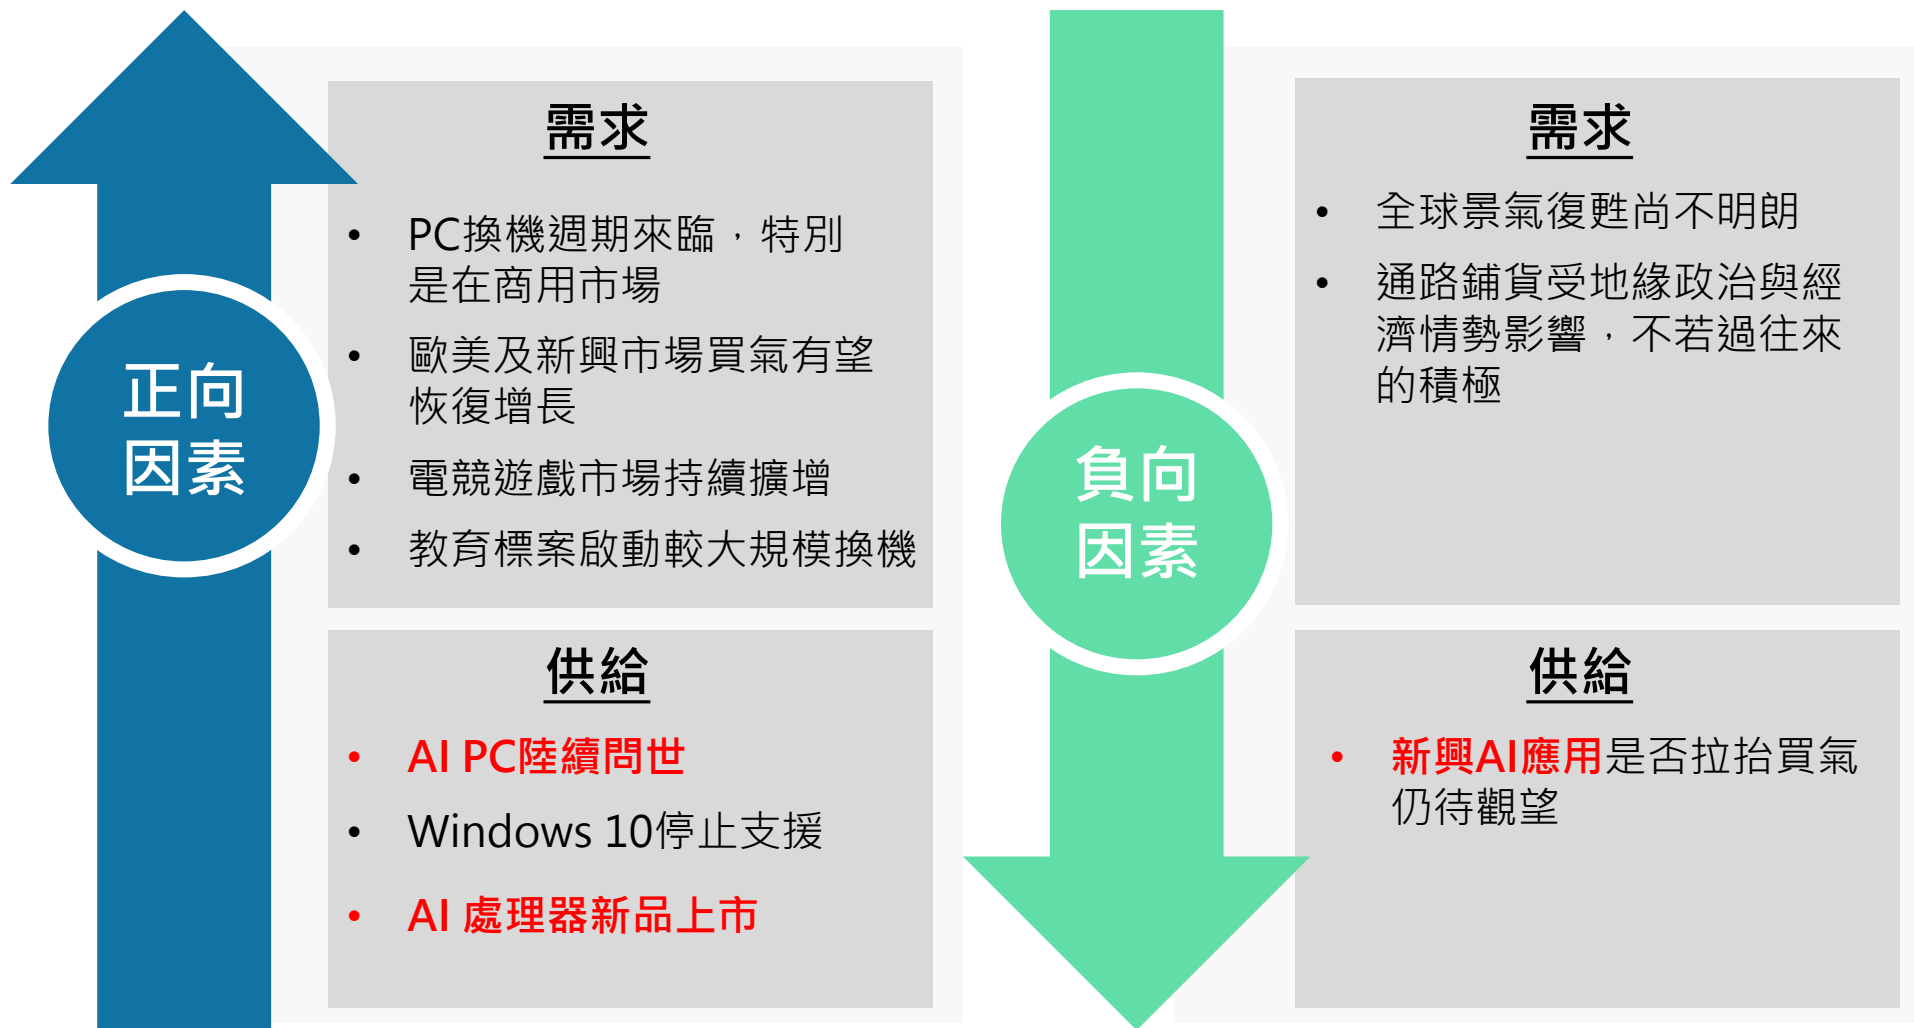 正向
因素
需求
• PC換機週期來臨，特別
是在商用市場
• 歐美及新興市場買氣有望
恢復增長
• 電競遊戲市場持續擴增
• 教育標案啟動較大規模換機
供給
• AI PC陸續問世
• Windows 10停止支援
• AI 處理器新品上市
負向
因素
需求
• 全球景氣復甦尚不明朗
• 通路鋪貨受地緣政治與經
濟情勢影響，不若過往來
的積極
供給
• 新興AI應用是否拉抬買氣
仍待觀望